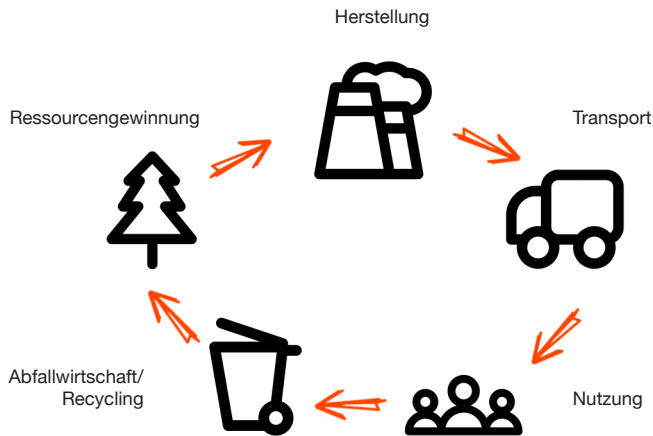 Herstellung
Ressourcengewinnung
Transport
Abfallwirtschaft/
Recycling
Nutzung